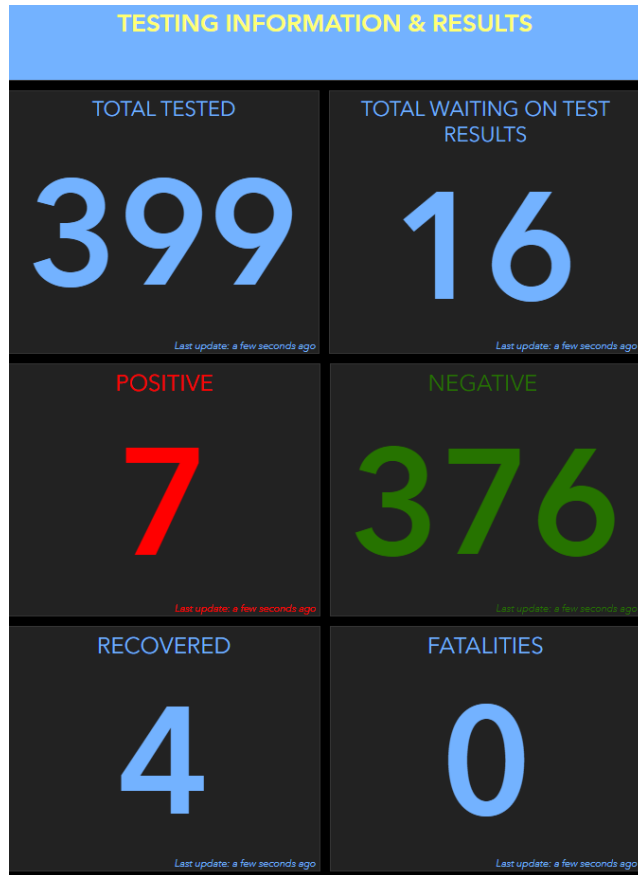 TESTING INFORMATION & RESULTS
TOTAL TESTED
399
Last update: a few seconds ago
TOTAL WAITING ON TEST
RESULTS
16
Last update: a few seconds ago
POSITIVE
7
Last update: a few seconds ago
NEGATIVE
376
Last update: a few seconds ago
RECOVERED
4
Last update: a few seconds ago
FATALITIES
0
Last update: a few seconds ago